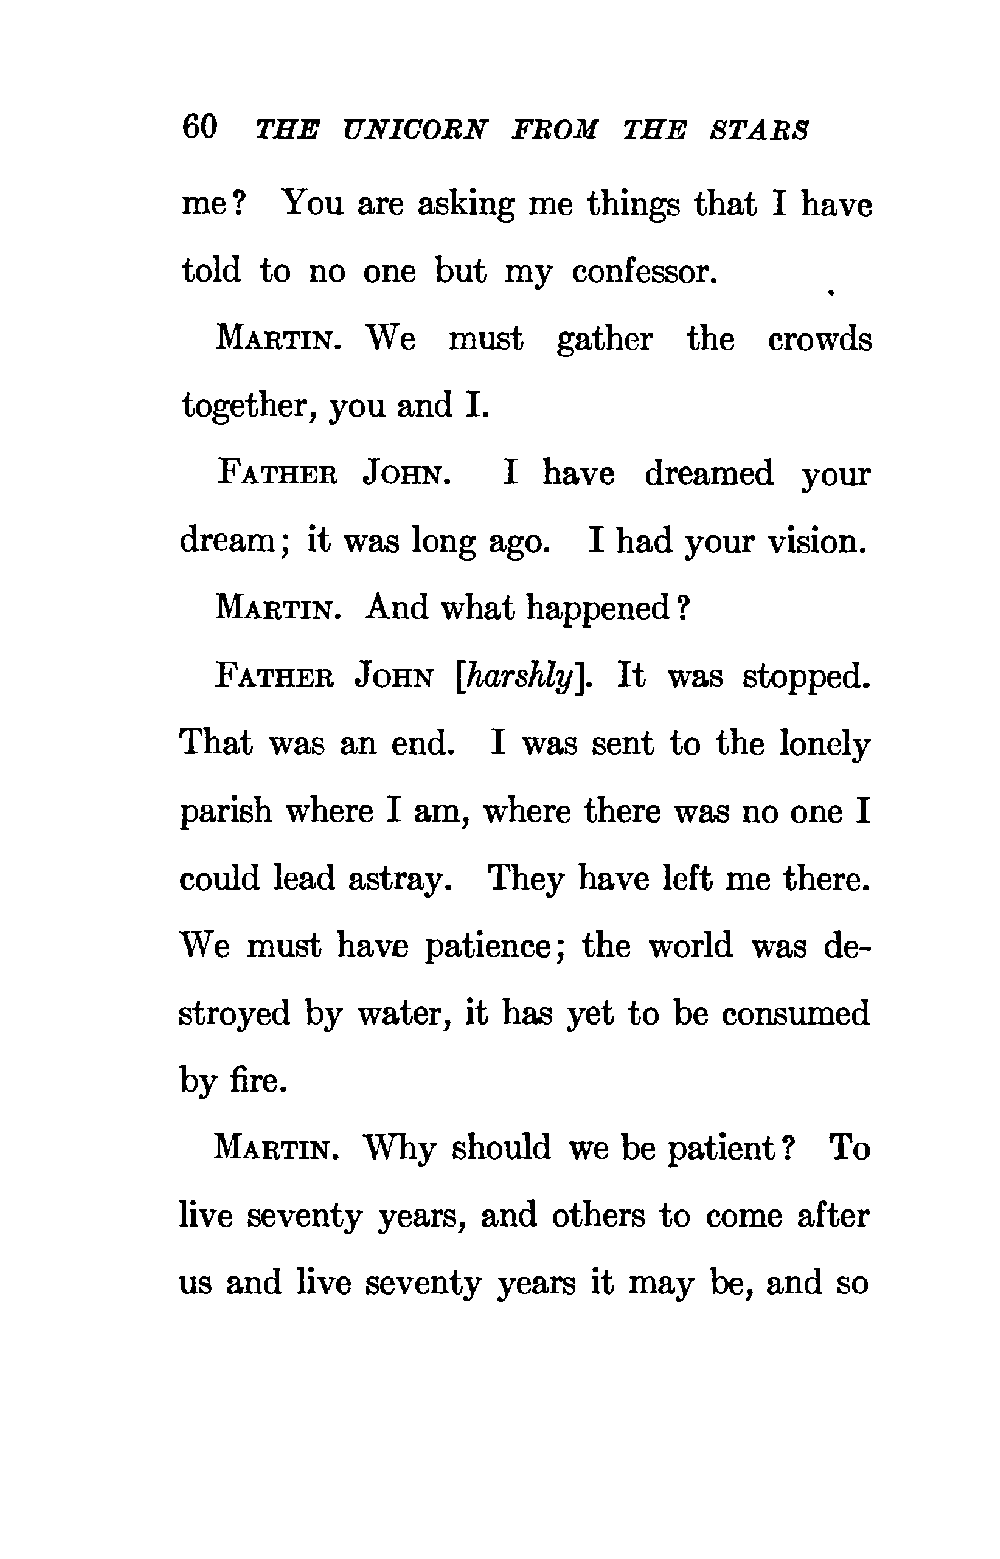 60 THE UNICORN FROM THE STARS
me? You are asking me things that I have
told to no one but my confessor.
MARTIN. We must gather the crowds
together, you and I.
FATHER JOHN. I have dreamed your
dream; it was long ago. I had your vision.
MARTIN. And what happened?
FATHER JOHN [harshly]. It was stopped.
That was an end. I was sent to the lonely
parish where I am, where there was no one I
could lead astray. They have left me there.
We must have patience; the world was de-
stroyed by water, it has yet to be consumed
by fire.
MARTIN. Why should we be patient? To
live seventy years, and others to come after
us and live seventy years it may be, and so